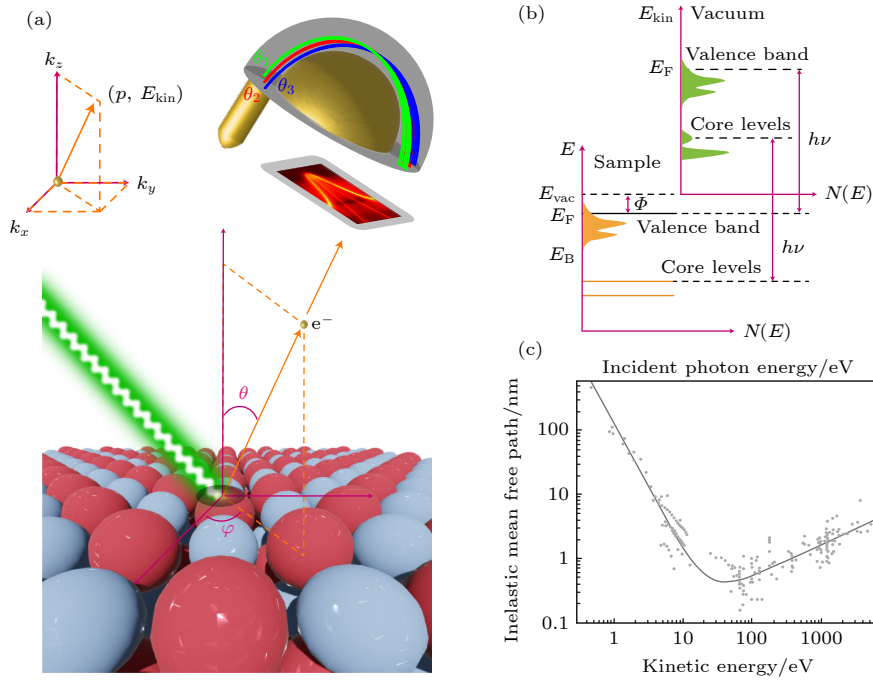 (a)
k_z
(p, E_kin)
k_y
k_x
θ_1
θ_2
θ_3
e⁻
θ
φ
(b)
E_kin
Vacuum
Valence band
E_F
Core levels
hν
E
Sample
E_vac
N(E)
Φ
E_F
Valence band
hν
E_B
Core levels
N(E)
(c)
Incident photon energy/eV
Inelastic mean free path/nm
100
10
1
0.1
1
10
100
1000
Kinetic energy/eV